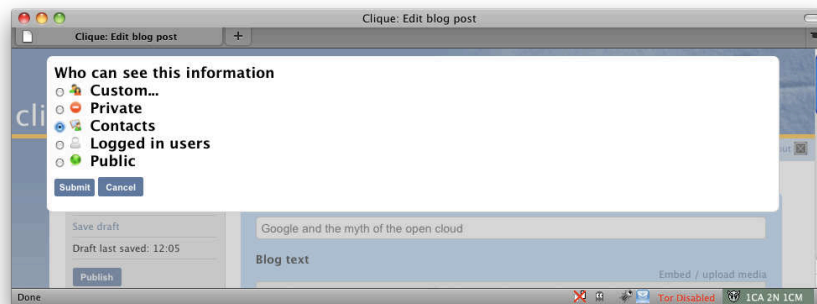 Clique: Edit blog post
Clique: Edit blog post
Who can see this information
Custom...
Private
Contacts
Logged in users
Public
Submit Cancel
Save draft
Draft last saved: 12:05
Publish
Google and the myth of the open cloud
Blog text
Embed / upload media
Done
Tor Disabled
1CA 2N 1CM